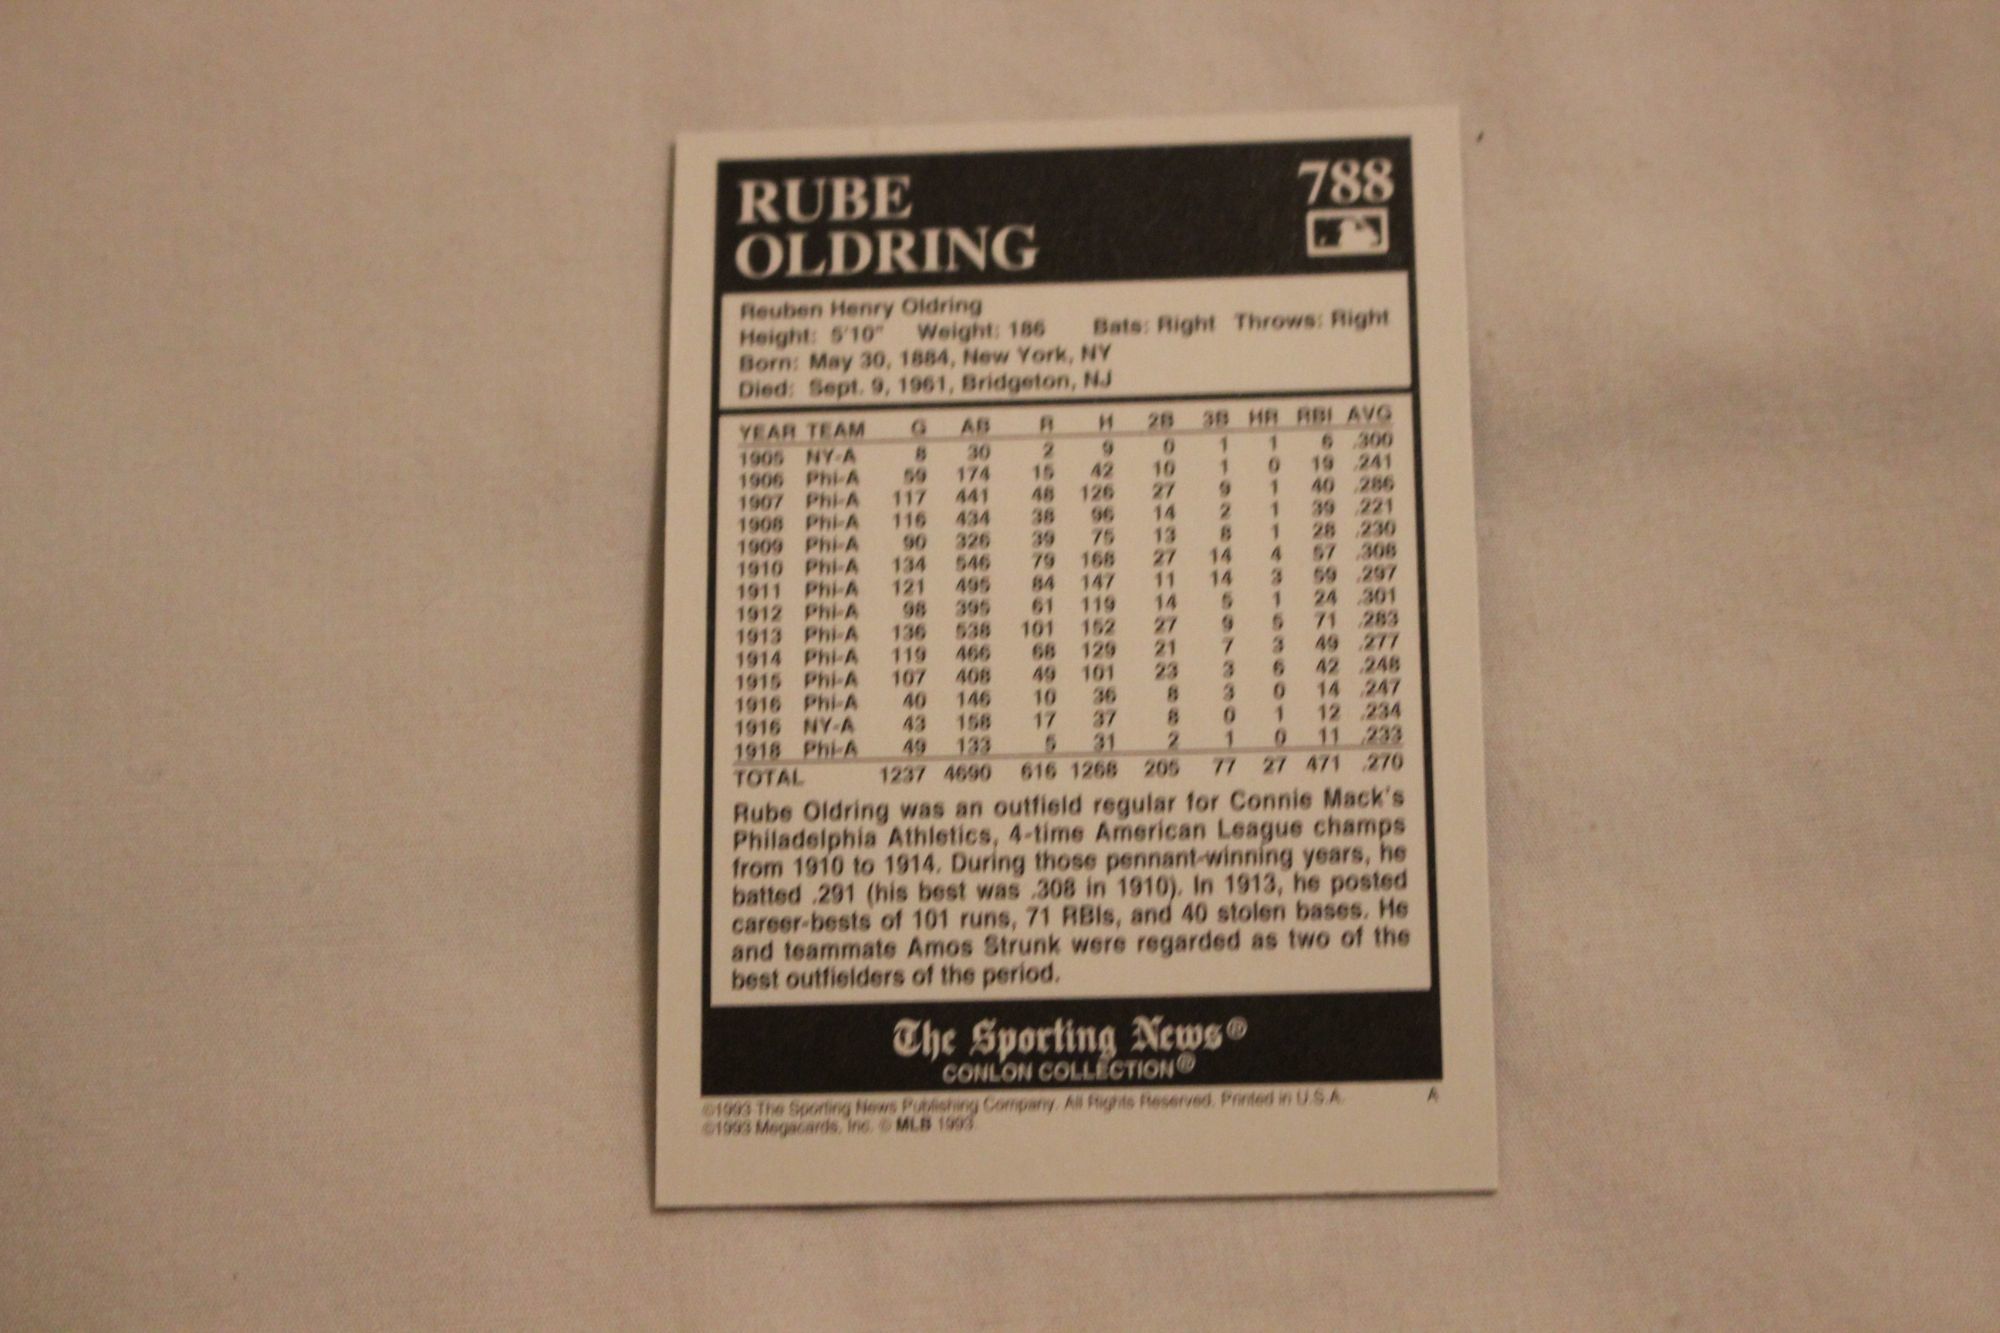 RUBE
OLDRING
788
Reuben Henry Oldring
Height: 5'10" Weight: 186 Bats: Right Throws: Right
Born: May 30, 1884, New York, NY
Died: Sept. 9, 1961, Bridgeton, NJ
YEAR TEAM G AB R H 2B 3B HR RBI AVG
1905 NY-A 8 30 2 9 0 1 1 6 .300
1906 Phi-A 59 174 15 42 10 1 0 19 .241
1907 Phi-A 117 441 48 126 27 9 1 40 .286
1908 Phi-A 116 434 38 96 14 2 1 39 .221
1909 Phi-A 90 326 39 75 13 8 1 28 .230
1910 Phi-A 134 546 79 168 27 14 4 57 .308
1911 Phi-A 121 495 84 147 11 14 3 59 .297
1912 Phi-A 98 395 61 119 14 5 1 24 .301
1913 Phi-A 136 538 101 152 27 9 5 71 .283
1914 Phi-A 119 466 68 129 21 7 3 49 .277
1915 Phi-A 107 408 49 101 23 3 6 42 .248
1916 Phi-A 40 146 10 36 8 3 0 14 .247
1916 NY-A 43 158 17 37 8 0 1 12 .234
1918 Phi-A 49 133 5 31 2 1 0 11 .233
TOTAL 1237 4690 616 1268 205 77 27 471 .270
Rube Oldring was an outfield regular for Connie Mack's
Philadelphia Athletics, 4-time American League champs
from 1910 to 1914. During those pennant-winning years, he
batted .291 (his best was .308 in 1910). In 1913, he posted
career-bests of 101 runs, 71 RBIs, and 40 stolen bases. He
and teammate Amos Strunk were regarded as two of the
best outfielders of the period.
The Sporting News®
CONLON COLLECTION®
©1993 The Sporting News Publishing Company. All Rights Reserved. Printed in U.S.A. A
©1993 Megacards, Inc. © MLB 1993